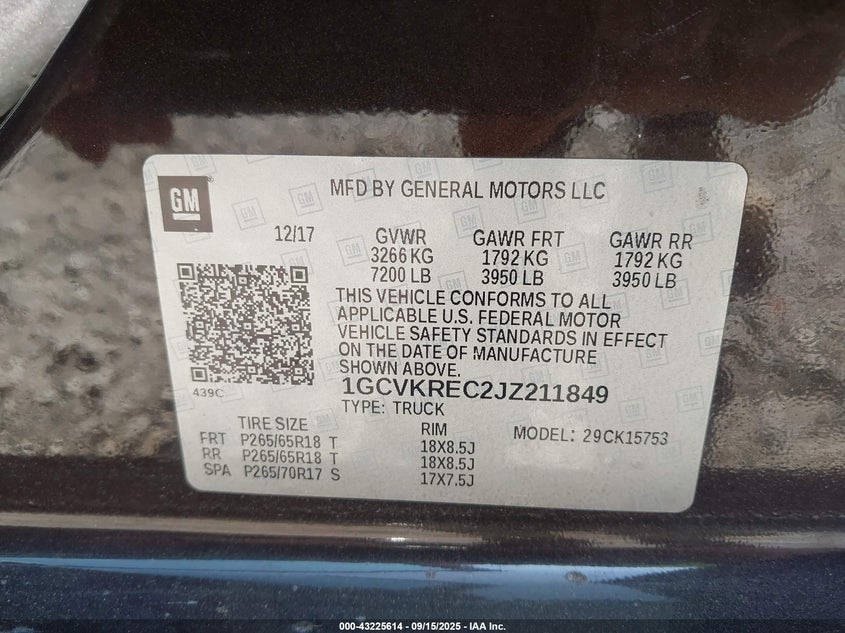 GM
MFD BY GENERAL MOTORS LLC
12/17
GVWR GAWR FRT GAWR RR
3266 KG 1792 KG 1792 KG
7200 LB 3950 LB 3950 LB
THIS VEHICLE CONFORMS TO ALL
APPLICABLE U.S. FEDERAL MOTOR
VEHICLE SAFETY STANDARDS IN EFFECT
ON THE DATE OF MANUFACTURE
SHOWN ABOVE.
439C
1GCVKREC2JZ211849
TYPE: TRUCK
TIRE SIZE RIM MODEL: 29CK15753
FRT P265/65R18 T 18X8.5J
RR P265/65R18 T 18X8.5J
SPA P265/70R17 S 17X7.5J
000-43225614 - 09/15/2025 - IAA Inc.